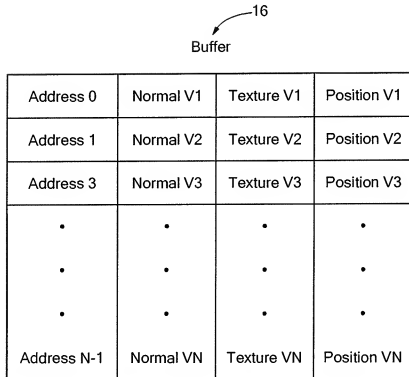 16
Buffer
Address 0 Normal V1 Texture V1 Position V1
Address 1 Normal V2 Texture V2 Position V2
Address 3 Normal V3 Texture V3 Position V3
Address N-1 Normal VN Texture VN Position VN